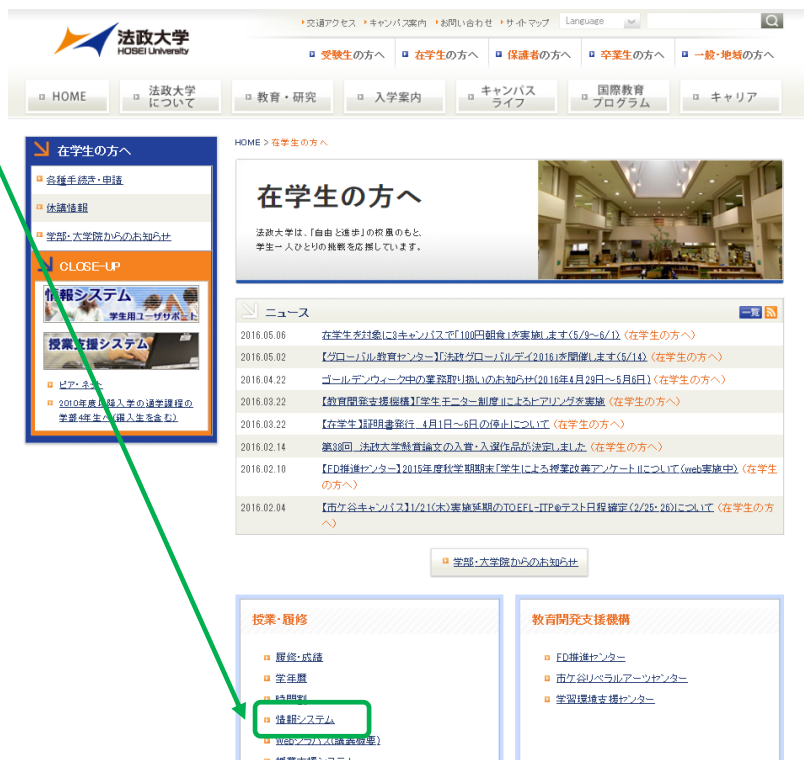 法政大学
HOSEI University
交通アクセス
キャンパス案内
お問い合わせ
サイトマップ
Language
受験生の方へ
在学生の方へ
保護者の方へ
卒業生の方へ
一般・地域の方へ
HOME
法政大学
について
教育・研究
入学案内
キャンパス
ライフ
国際教育
プログラム
キャリア
在学生の方へ
各種手続き・申請
休講情報
学部・大学院からのお知らせ
CLOSE-UP
情報システム
学生用ユーザサポート
授業支援システム
ピア・ネット
2010年度以降入学の通学課程の
学部4年生へ(編入生を含む)
HOME > 在学生の方へ
在学生の方へ
法政大学は、「自由と進歩」の校風のもと、
学生一人ひとりの挑戦を応援しています。
ニュース
一覧
2016.05.06 在学生を対象に3キャンパスで「100円朝食」を実施します(5/9~6/1) (在学生の方へ)
2016.05.02 【グローバル教育センター】「法政グローバルデイ2016」を開催します(5/14) (在学生の方へ)
2016.04.22 ゴールデンウィーク中の業務取り扱いのお知らせ(2016年4月29日~5月6日) (在学生の方へ)
2016.03.22 【教育開発支援機構】「学生モニター制度」によるヒアリングを実施 (在学生の方へ)
2016.03.22 【在学生】証明書発行 4月1日~6日の停止について (在学生の方へ)
2016.02.14 第38回 法政大学懸賞論文の入賞・入選作品が決定しました (在学生の方へ)
2016.02.10 【FD推進センター】2015年度秋学期期末「学生による授業改善アンケート」について(web実施中) (在学生
の方へ)
2016.02.04 【市ケ谷キャンパス】1/21(木)実施延期のTOEFL-ITP®テスト日程確定(2/25・26)について (在学生の方
へ)
学部・大学院からのお知らせ
授業・履修
履修・成績
学年暦
時間割
情報システム
Webシラバス(講義概要)
授業支援システム
教育開発支援機構
FD推進センター
市ケ谷リベラルアーツセンター
学習環境支援センター